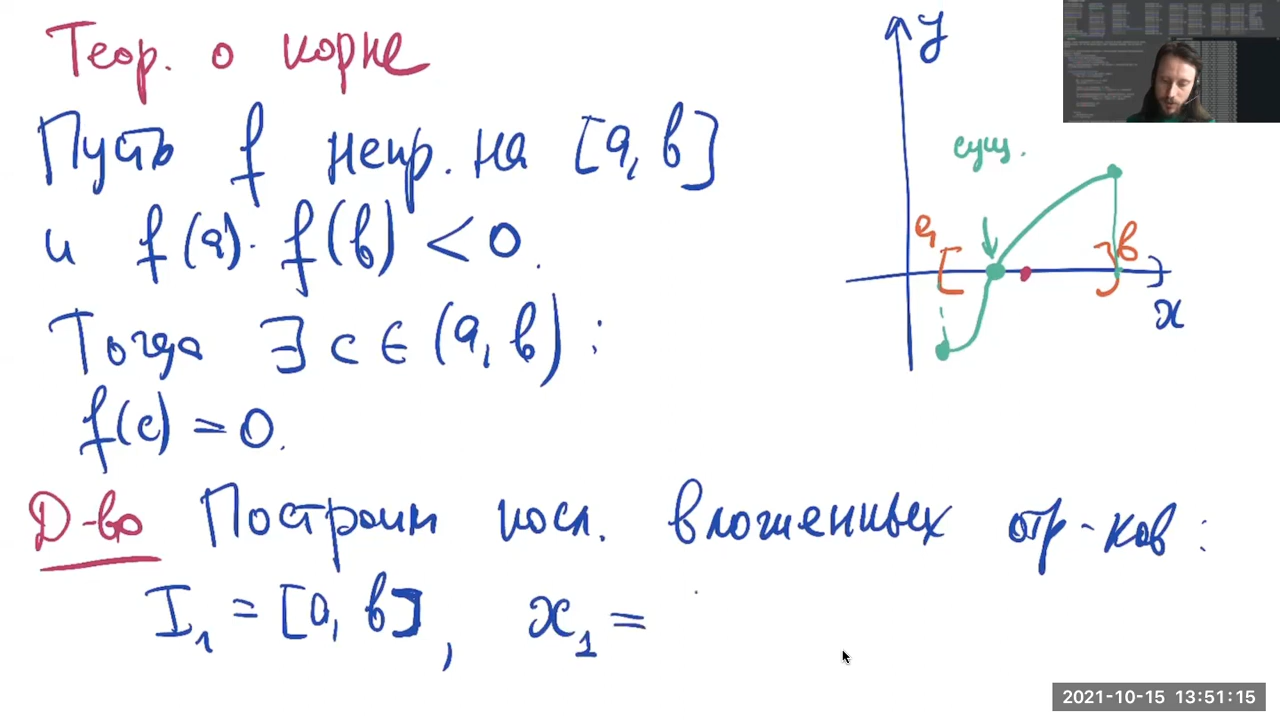 Теор. о корне
Пусть f непр. на [a, b]
и f(a)· f(b) < 0.
Тогда ∃ c ∈ (a, b) :
f(c) = 0.
Д-во Построим посл. вложенных отр-ков :
I₁ = [a, b], x₁ =
y
сущ.
a
b
x
2021-10-15 13:51:15